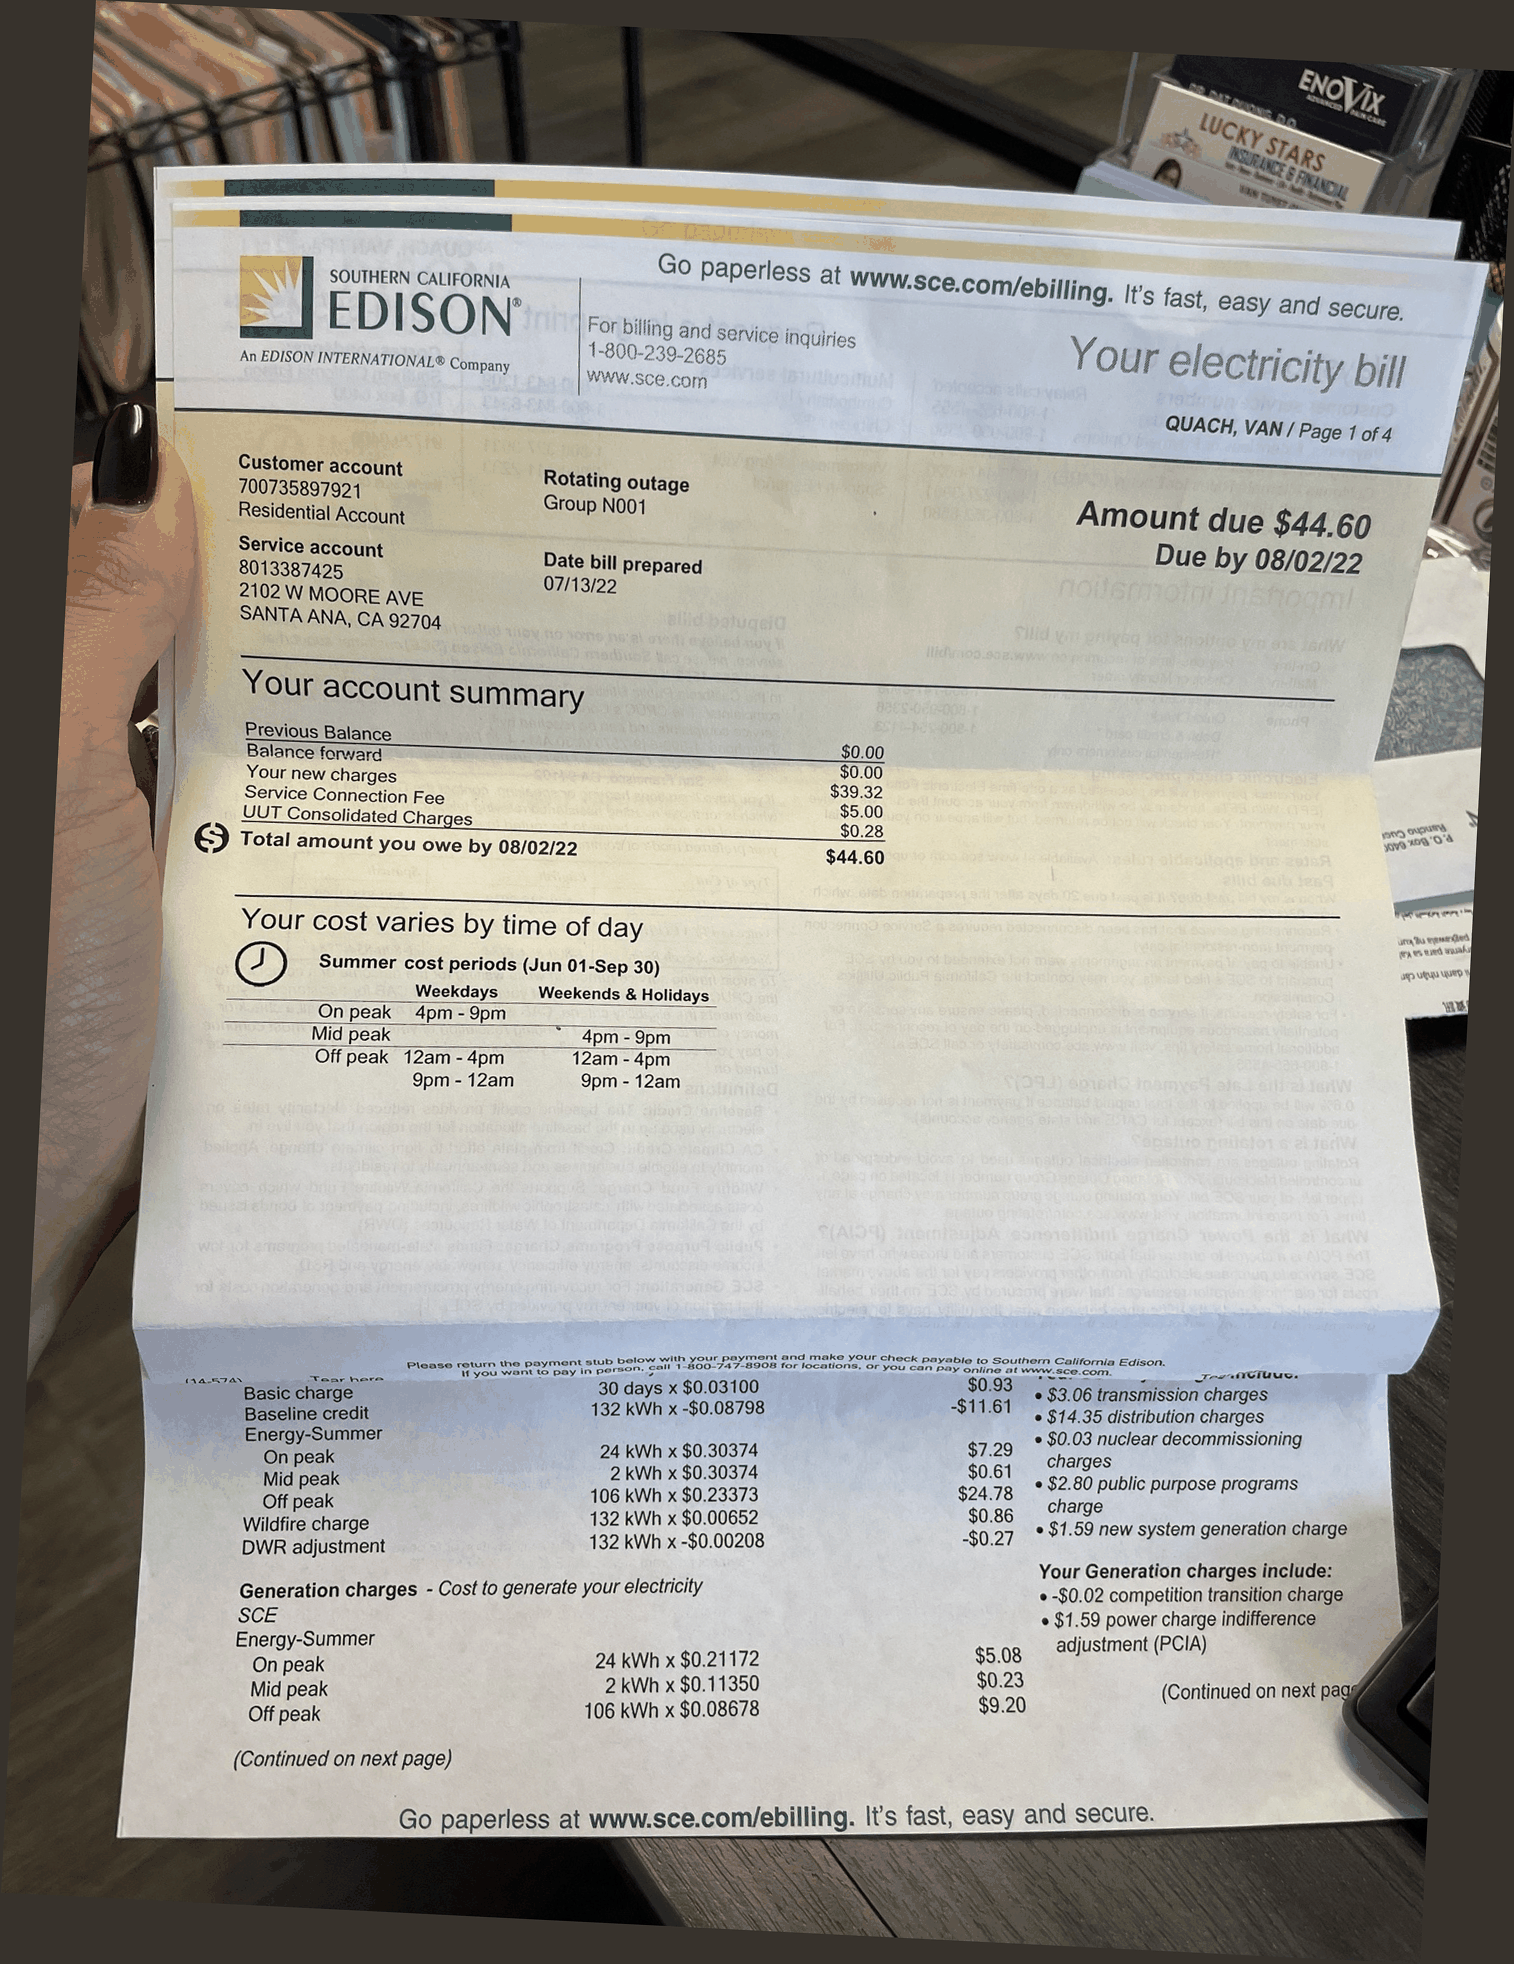 ENOVIX
ADVANCED PAIN CARE
LUCKY STARS
INSURANCE & FINANCIAL
Go paperless at www.sce.com/ebilling. It's fast, easy and secure.
SOUTHERN CALIFORNIA
EDISON®
An EDISON INTERNATIONAL® Company
For billing and service inquiries
1-800-239-2685
www.sce.com
Your electricity bill
QUACH, VAN / Page 1 of 4
Customer account
700735897921
Residential Account
Rotating outage
Group N001
Amount due $44.60
Due by 08/02/22
Service account
8013387425
2102 W MOORE AVE
SANTA ANA, CA 92704
Date bill prepared
07/13/22
Your account summary
Previous Balance $0.00
Balance forward $0.00
Your new charges $39.32
Service Connection Fee $5.00
UUT Consolidated Charges $0.28
Total amount you owe by 08/02/22 $44.60
Your cost varies by time of day
Summer cost periods (Jun 01-Sep 30)
Weekdays Weekends & Holidays
On peak 4pm - 9pm
Mid peak 4pm - 9pm
Off peak 12am - 4pm 12am - 4pm
9pm - 12am 9pm - 12am
Please return the payment stub below with your payment and make your check payable to Southern California Edison.
If you want to pay in person, call 1-800-747-8908 for locations, or you can pay online at www.sce.com.
(14-574) Tear here
Basic charge 30 days x $0.03100 $0.93
Baseline credit 132 kWh x -$0.08798 -$11.61
Energy-Summer
On peak 24 kWh x $0.30374 $7.29
Mid peak 2 kWh x $0.30374 $0.61
Off peak 106 kWh x $0.23373 $24.78
Wildfire charge 132 kWh x $0.00652 $0.86
DWR adjustment 132 kWh x -$0.00208 -$0.27
• $3.06 transmission charges
• $14.35 distribution charges
• $0.03 nuclear decommissioning
charges
• $2.80 public purpose programs
charge
• $1.59 new system generation charge
Generation charges - Cost to generate your electricity
SCE
Energy-Summer
On peak 24 kWh x $0.21172 $5.08
Mid peak 2 kWh x $0.11350 $0.23
Off peak 106 kWh x $0.08678 $9.20
Your Generation charges include:
• -$0.02 competition transition charge
• $1.59 power charge indifference
adjustment (PCIA)
(Continued on next pag
(Continued on next page)
Go paperless at www.sce.com/ebilling. It's fast, easy and secure.